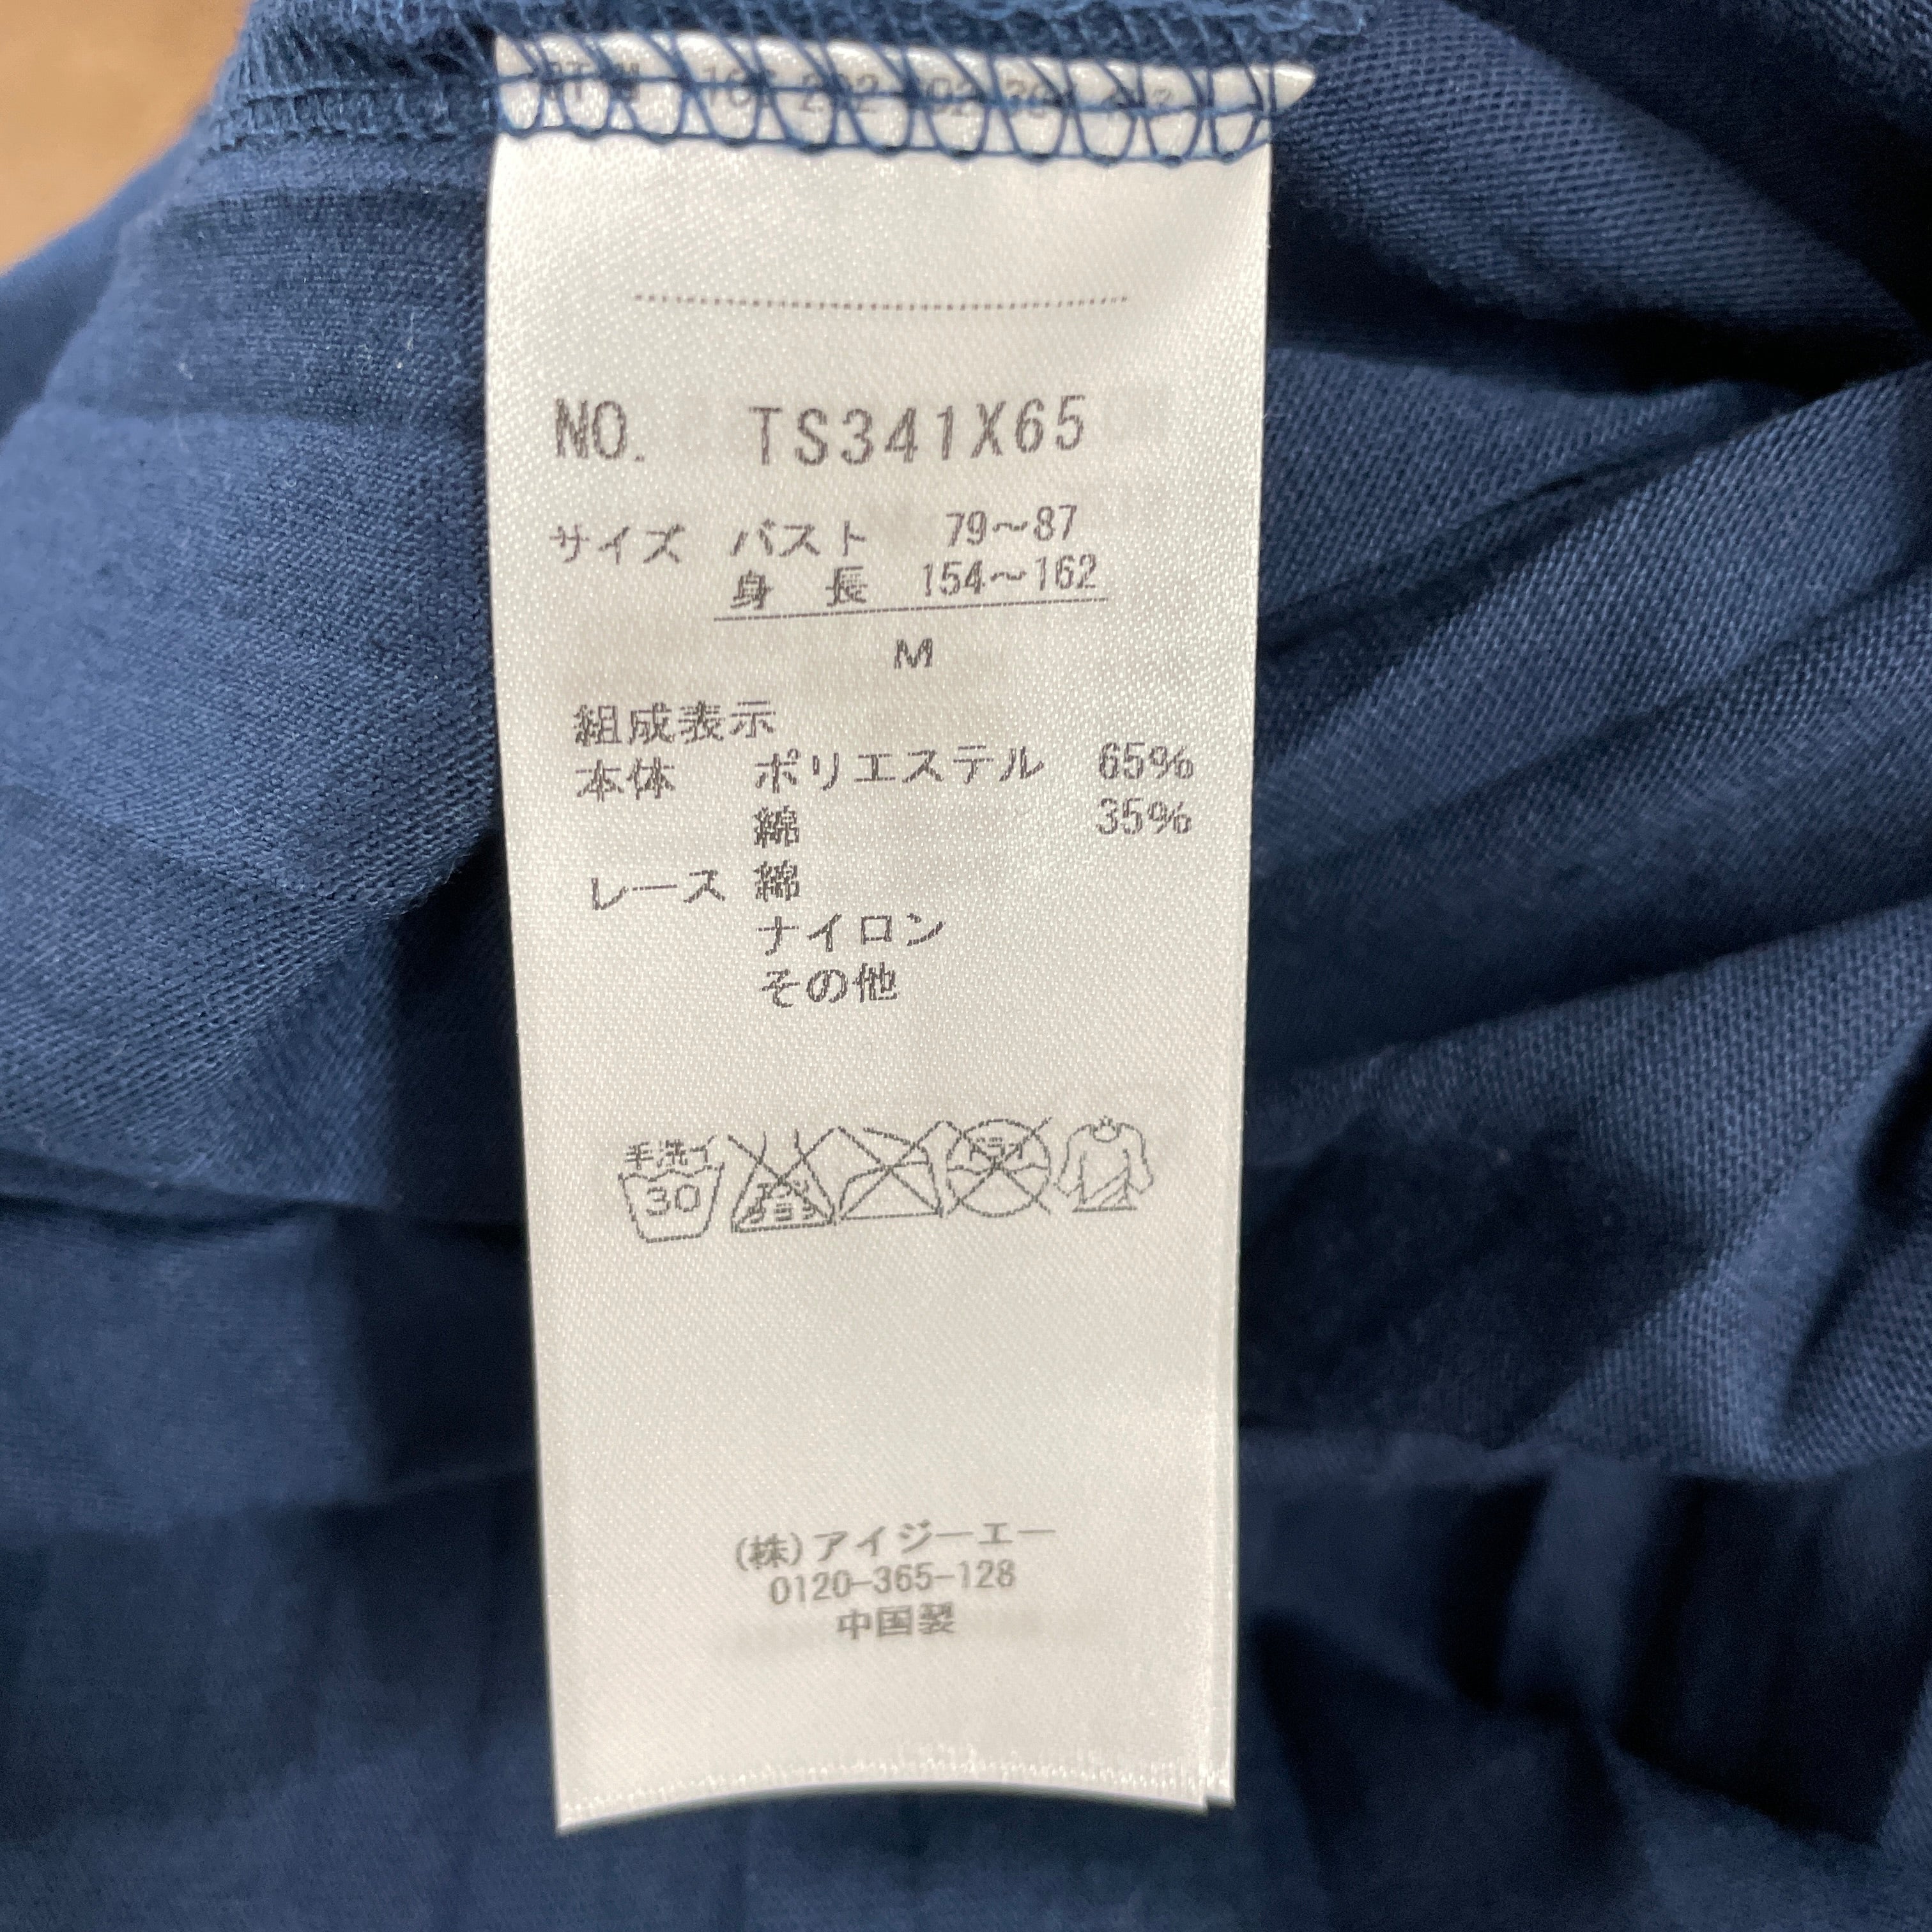 NO. TS341X65
サイズ バスト 79～87
身 長 154～162
M
組成表示
本体 ポリエステル 65%
綿 35%
レース 綿
ナイロン
その他
手洗イ
30
ドライ
(株)アイジーエー
0120-365-128
中国製